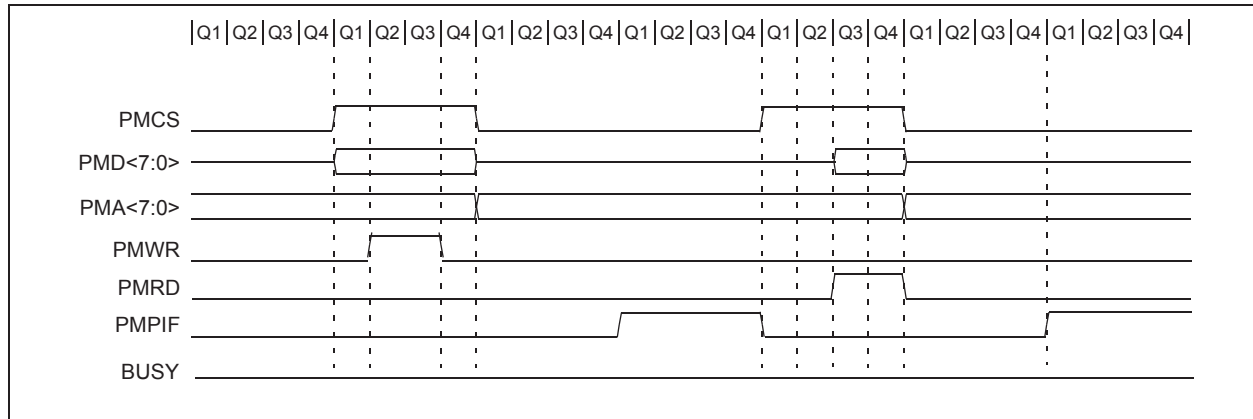 Q1 Q2 Q3 Q4 Q1 Q2 Q3 Q4 Q1 Q2 Q3 Q4 Q1 Q2 Q3 Q4 Q1 Q2 Q3 Q4 Q1 Q2 Q3 Q4 Q1 Q2 Q3 Q4
PMCS
PMD<7:0>
PMA<7:0>
PMWR
PMRD
PMPIF
BUSY